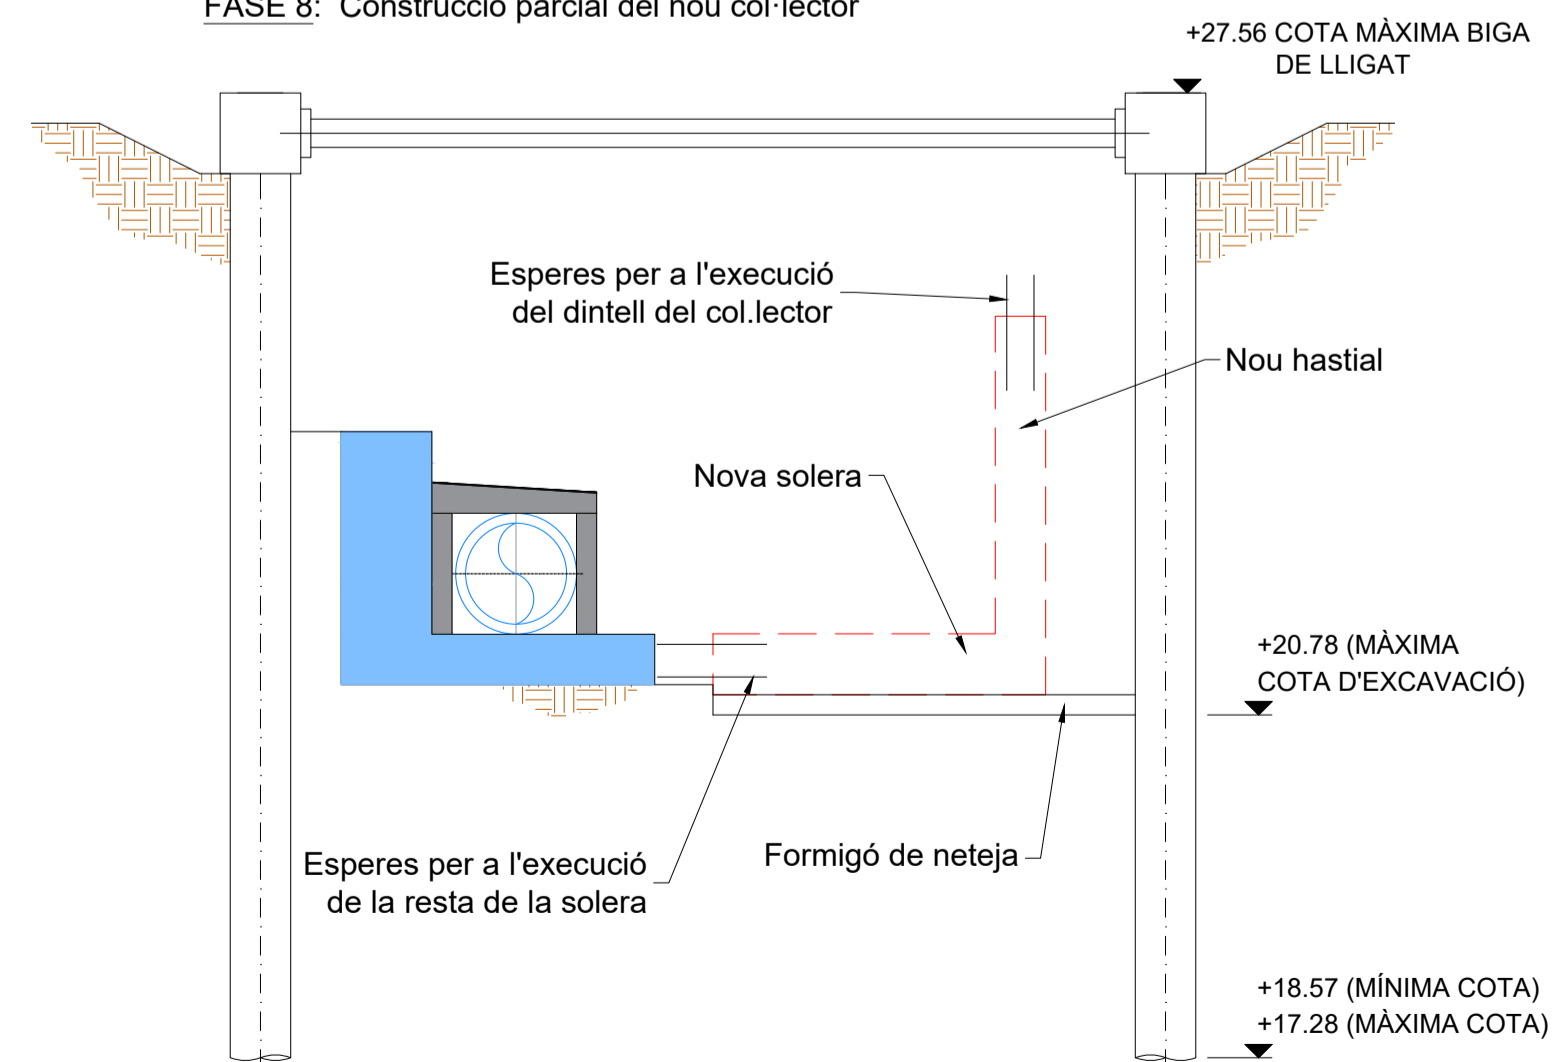 FASE 8: Construcció parcial del nou col·lector
+27.56 COTA MÀXIMA BIGA
DE LLIGAT
Esperes per a l'execució
del dintell del col.lector
Nou hastial
Nova solera
+20.78 (MÀXIMA
COTA D'EXCAVACIÓ)
Esperes per a l'execució
de la resta de la solera
Formigó de neteja
+18.57 (MÍNIMA COTA)
+17.28 (MÀXIMA COTA)